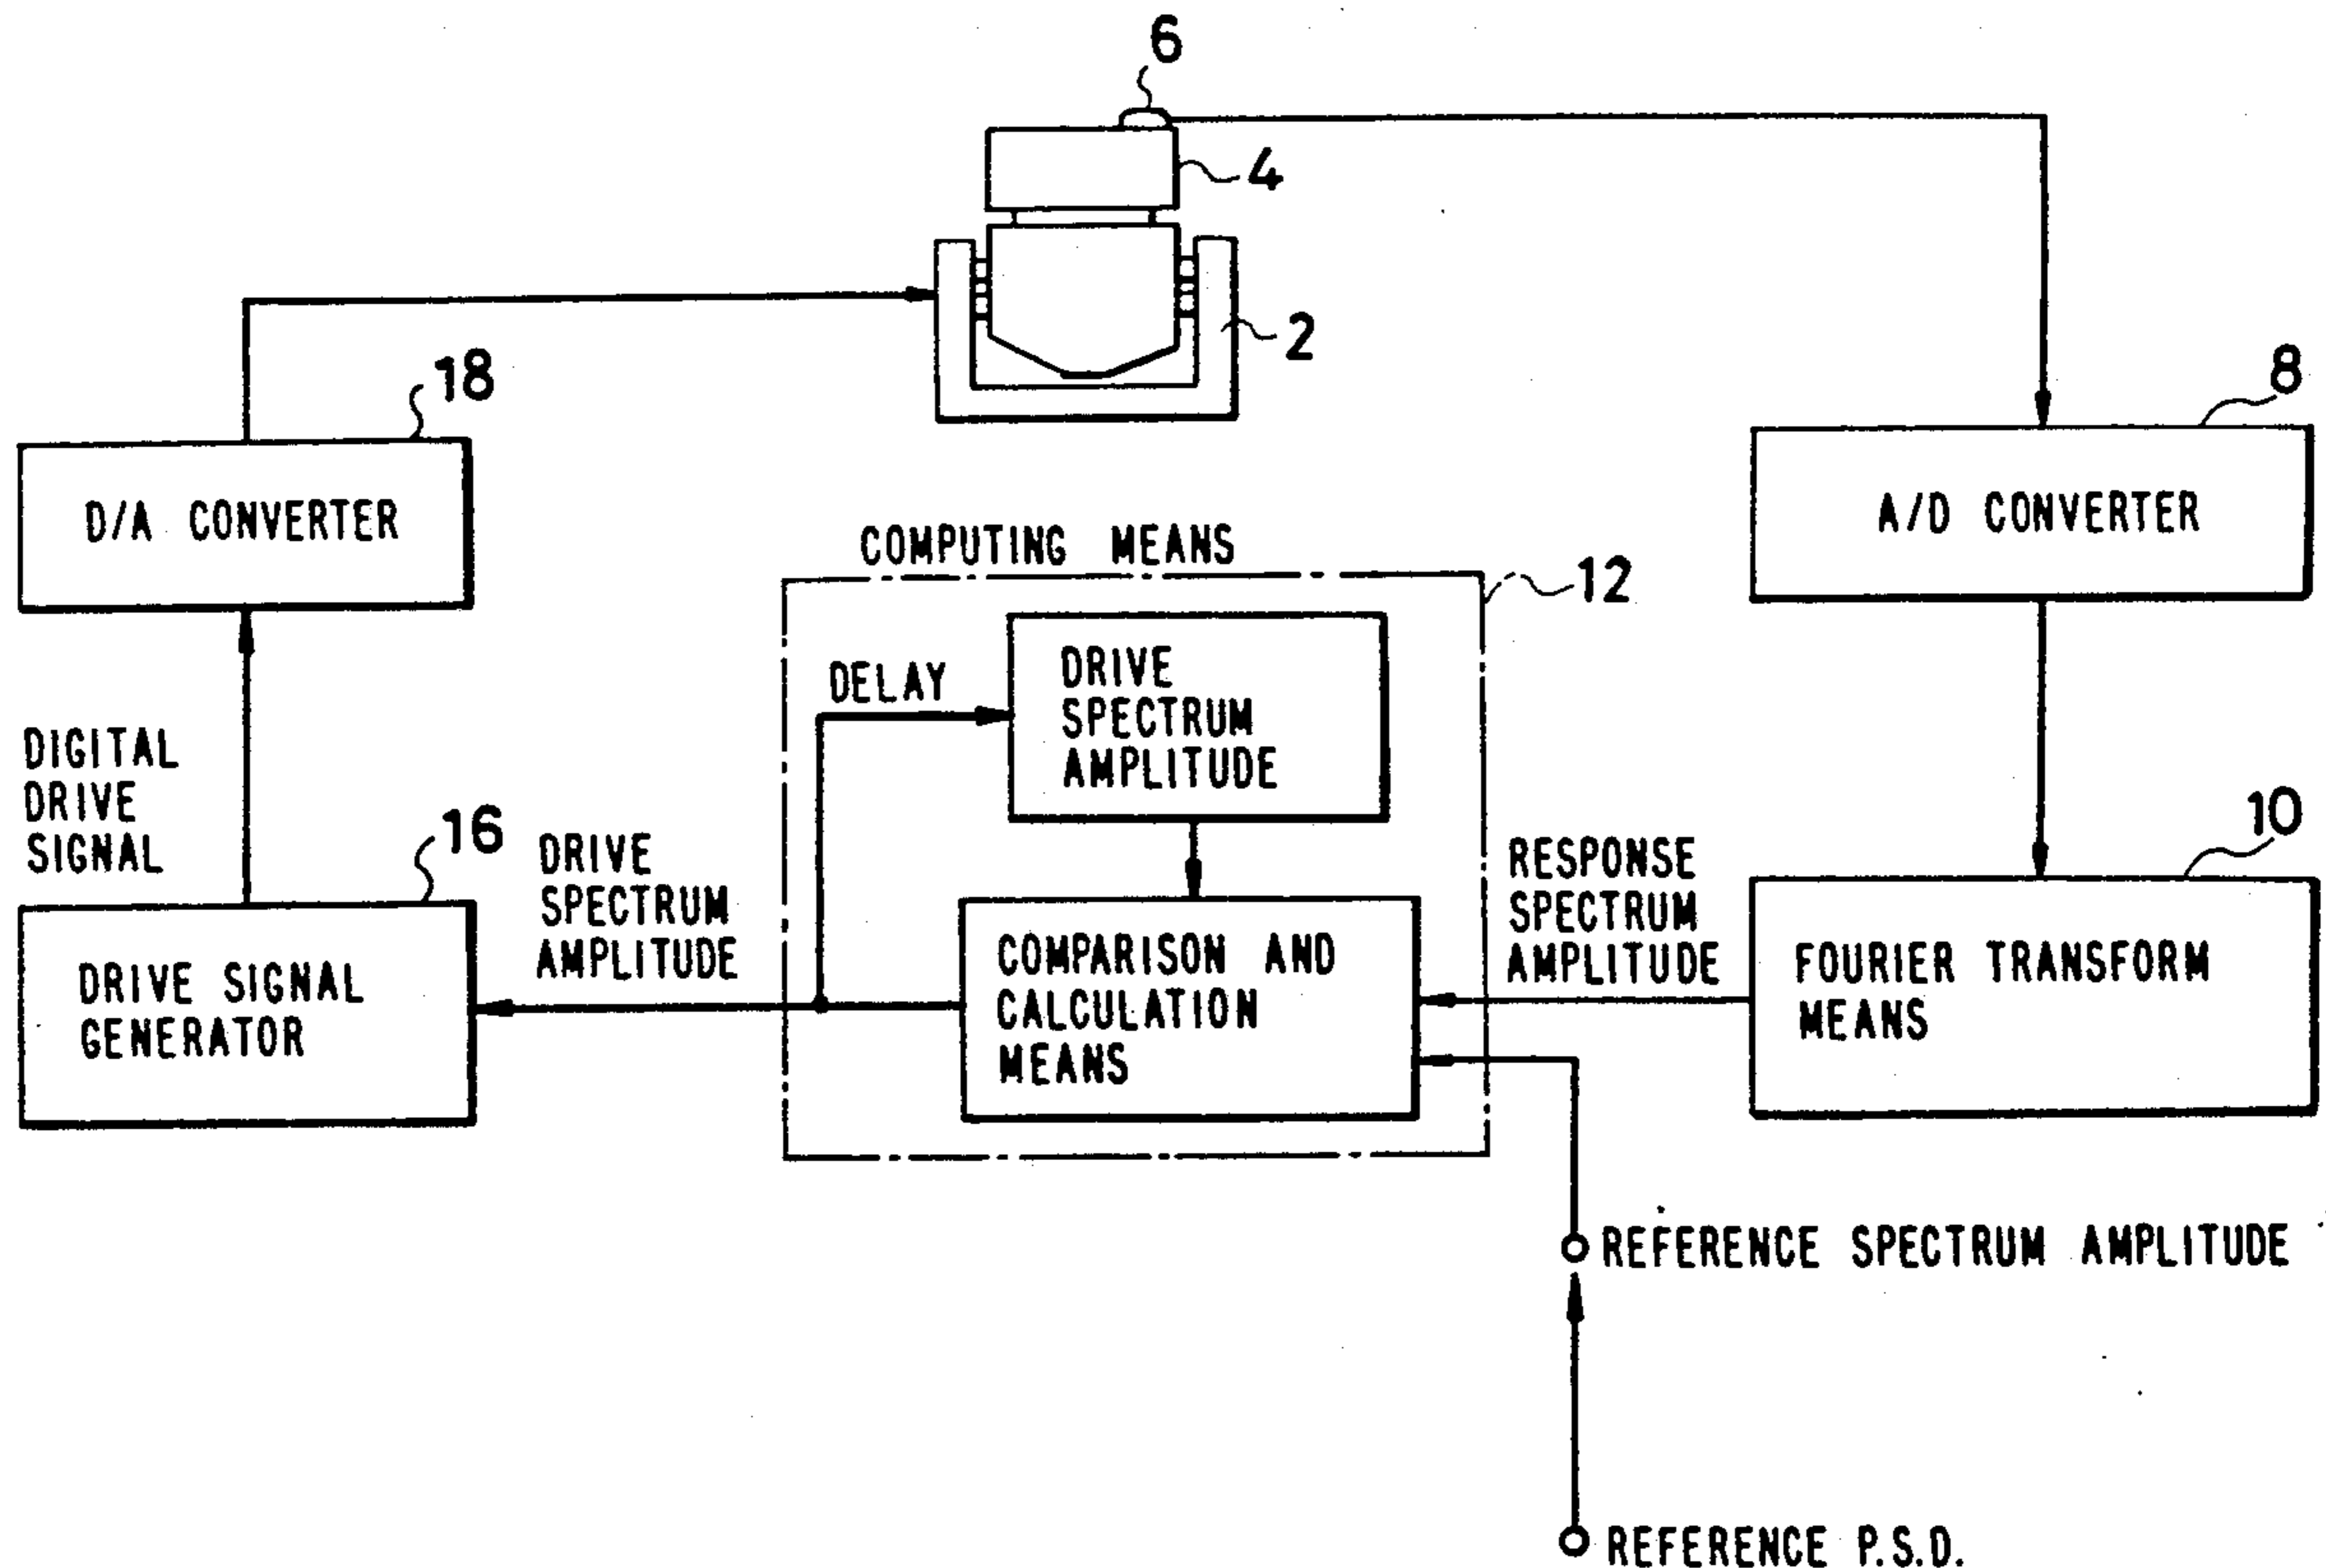 6
4
2
18
8
D/A CONVERTER
A/D CONVERTER
COMPUTING MEANS
12
DELAY
DRIVE
SPECTRUM
AMPLITUDE
DIGITAL
DRIVE
SIGNAL
16
10
DRIVE
SPECTRUM
AMPLITUDE
RESPONSE
SPECTRUM
AMPLITUDE
DRIVE SIGNAL
GENERATOR
COMPARISON AND
CALCULATION
MEANS
FOURIER TRANSFORM
MEANS
REFERENCE SPECTRUM AMPLITUDE
REFERENCE P.S.D.